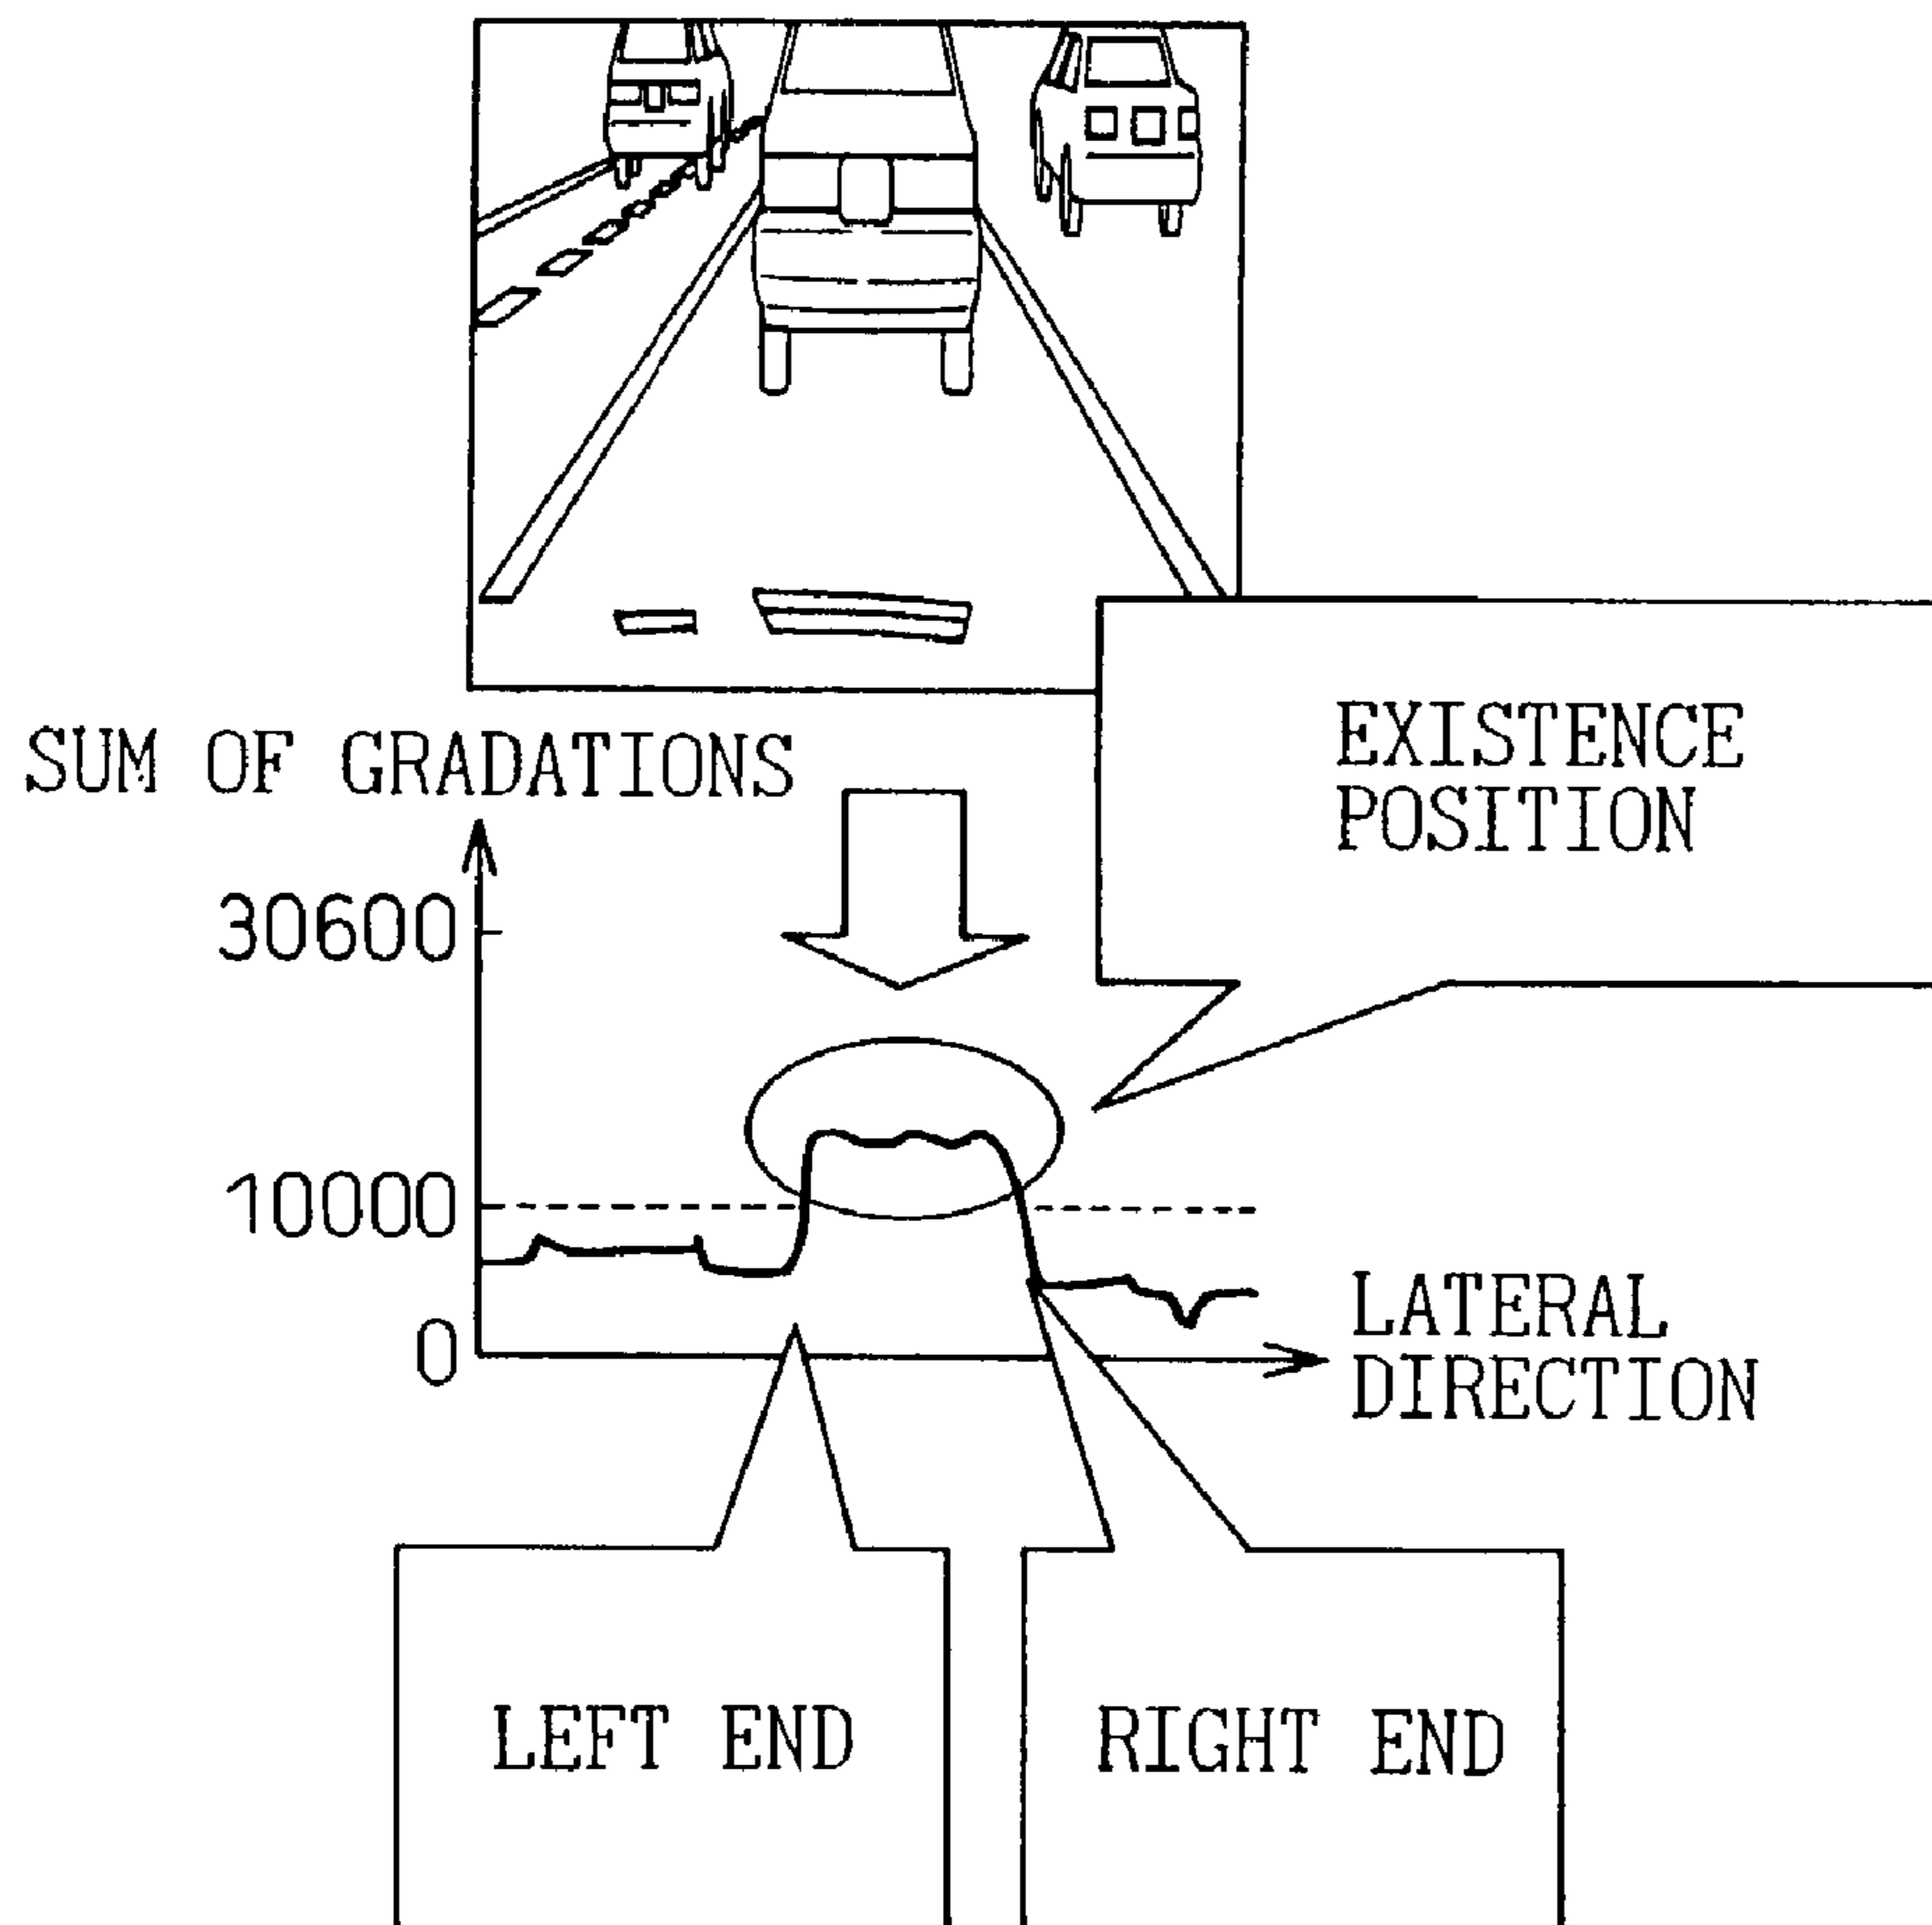 SUM OF GRADATIONS
EXISTENCE
POSITION
30600
10000
0
LATERAL
DIRECTION
LEFT END
RIGHT END